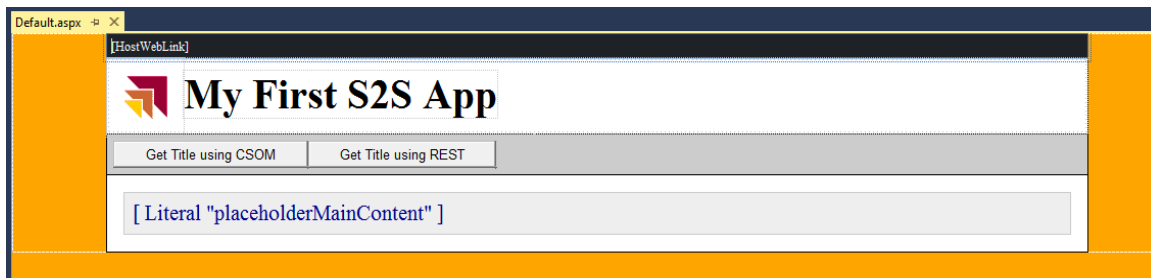 Default.aspx
[HostWebLink]
My First S2S App
Get Title using CSOM Get Title using REST
[ Literal "placeholderMainContent" ]